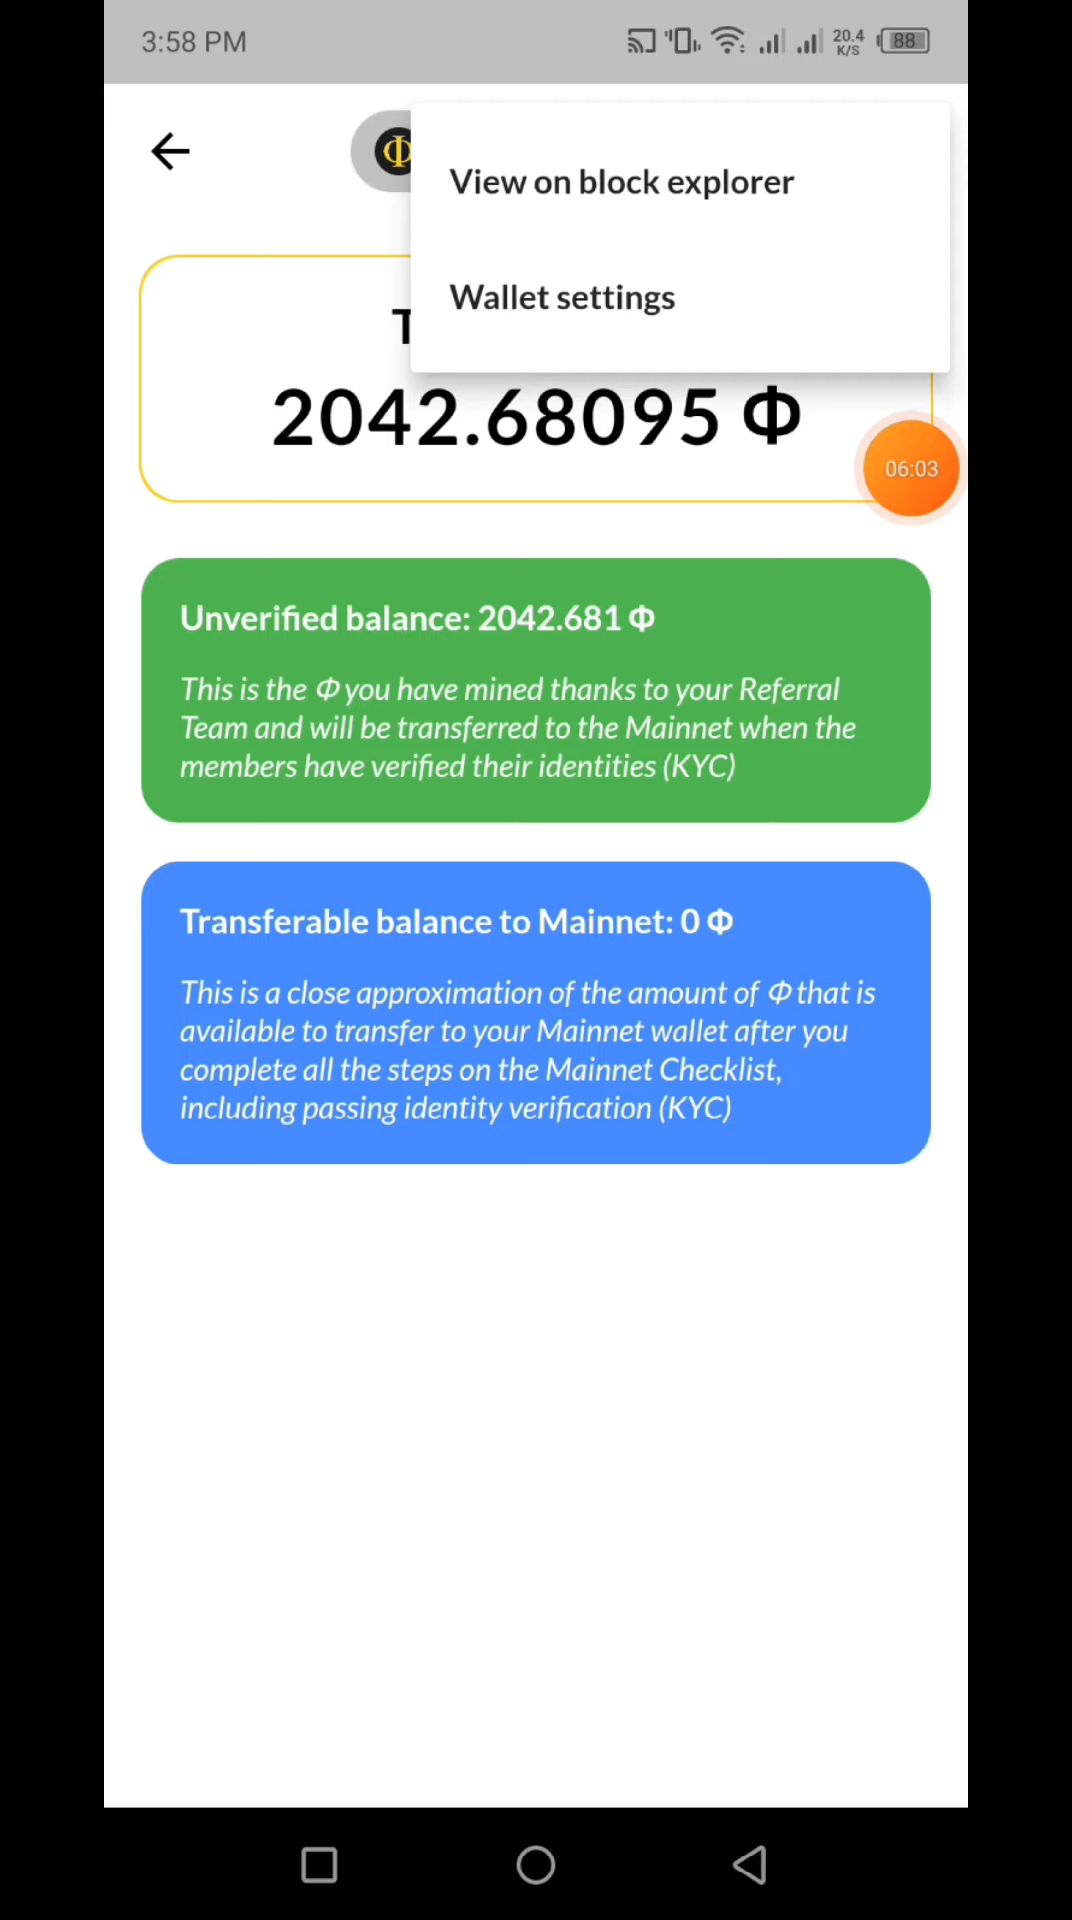 3:58 PM
20.4
K/S
88
Φ
View on block explorer
Wallet settings
T
2042.68095 Φ
06:03
Unverified balance: 2042.681 Φ
This is the Φ you have mined thanks to your Referral
Team and will be transferred to the Mainnet when the
members have verified their identities (KYC)
Transferable balance to Mainnet: 0 Φ
This is a close approximation of the amount of Φ that is
available to transfer to your Mainnet wallet after you
complete all the steps on the Mainnet Checklist,
including passing identity verification (KYC)